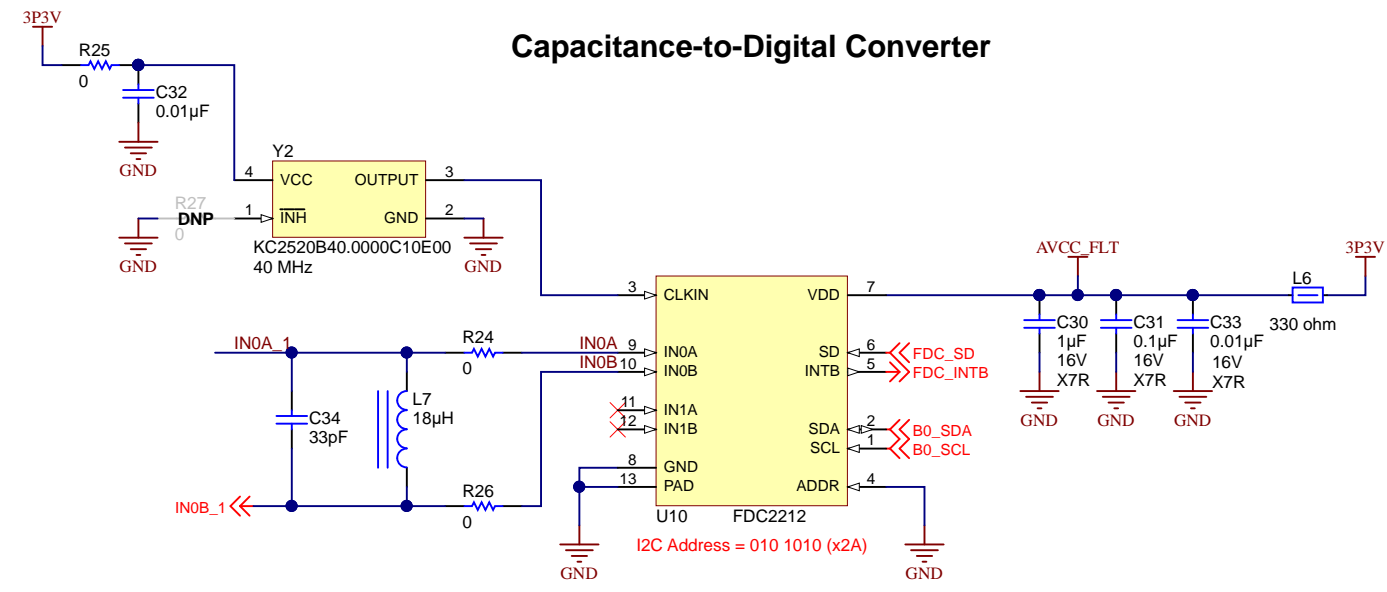 Capacitance-to-Digital Converter
3P3V
R25
0
C32
0.01µF
GND
Y2
4
VCC
OUTPUT
3
R27
DNP
0
1
INH
GND
2
GND
KC2520B40.0000C10E00
40 MHz
GND
3
CLKIN
VDD
7
AVCC_FLT
3P3V
L6
330 ohm
C30
1µF
16V
X7R
GND
C31
0.1µF
16V
X7R
GND
C33
0.01µF
16V
X7R
GND
IN0A_1
R24
0
IN0A
9
IN0A
IN0B
10
IN0B
SD
6
FDC_SD
INTB
5
FDC_INTB
C34
33pF
L7
18µH
11
IN1A
12
IN1B
SDA
2
B0_SDA
SCL
1
B0_SCL
8
GND
13
PAD
ADDR
4
IN0B_1
R26
0
U10
FDC2212
I2C Address = 010 1010 (x2A)
GND
GND